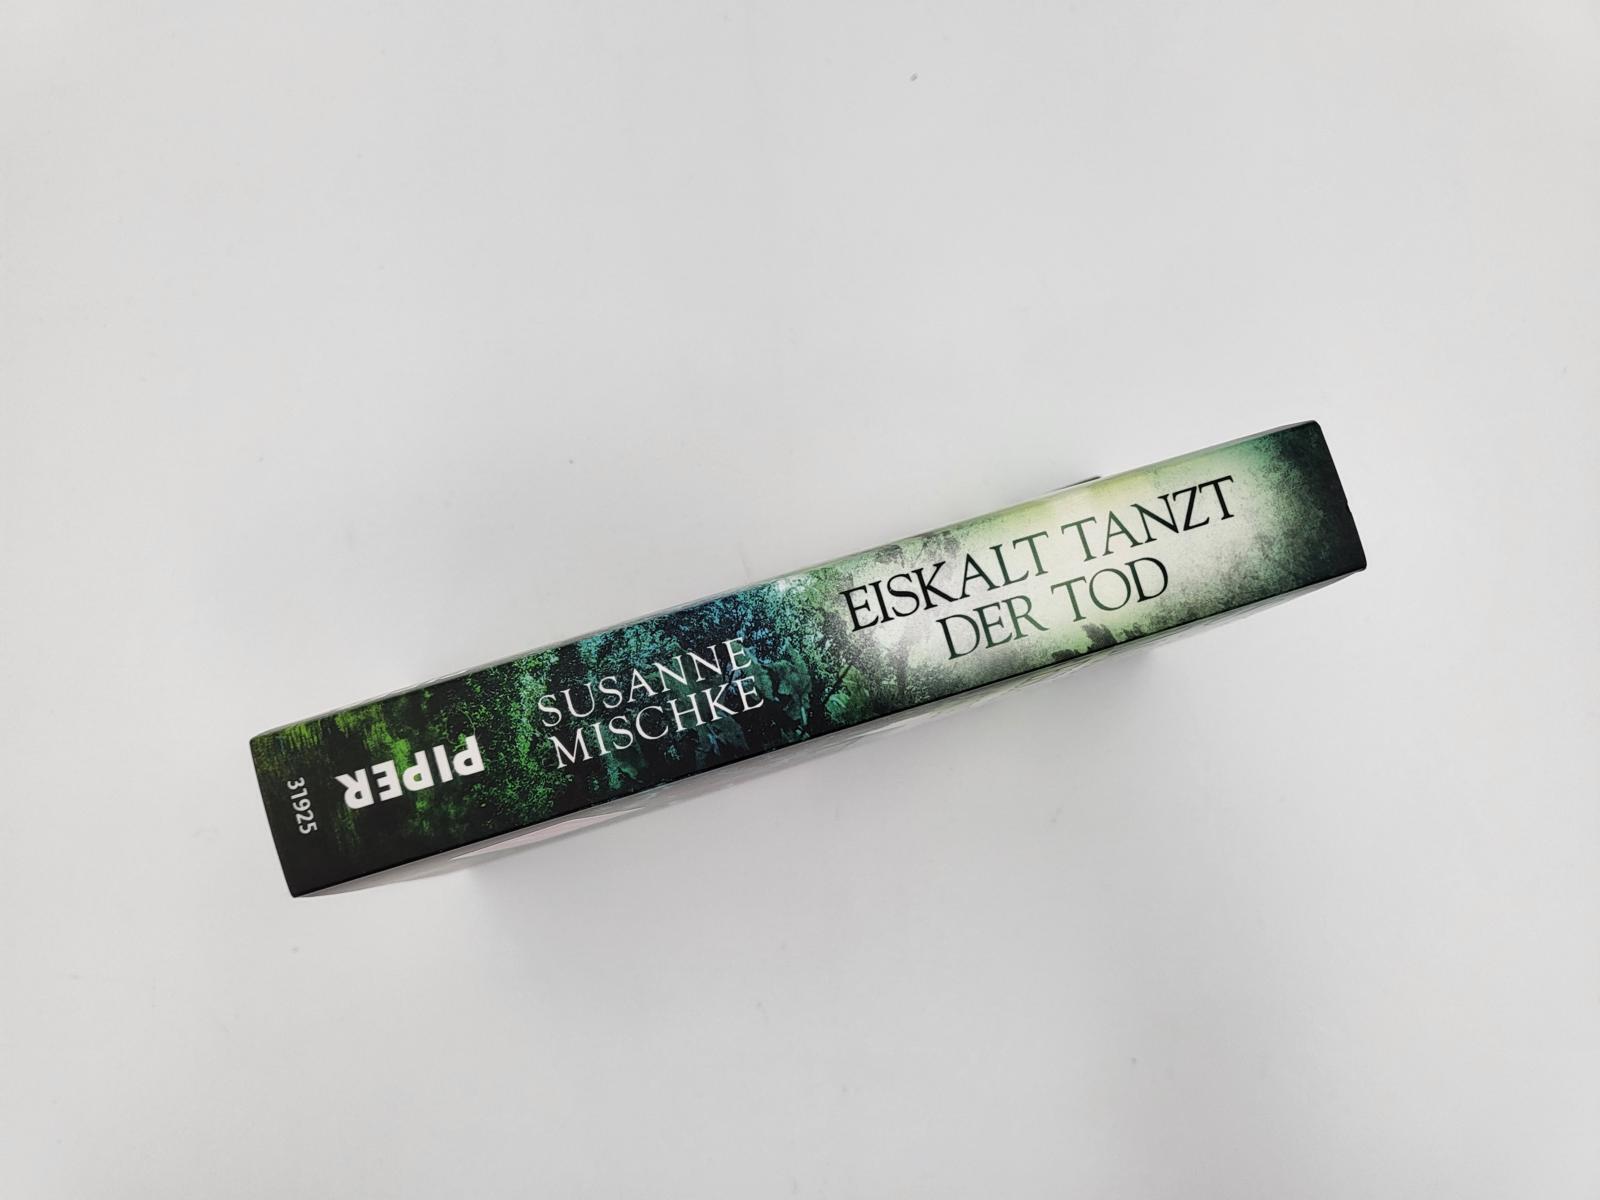 EISKALT TANZT
DER TOD
SUSANNE
MISCHKE
PIPER
31925